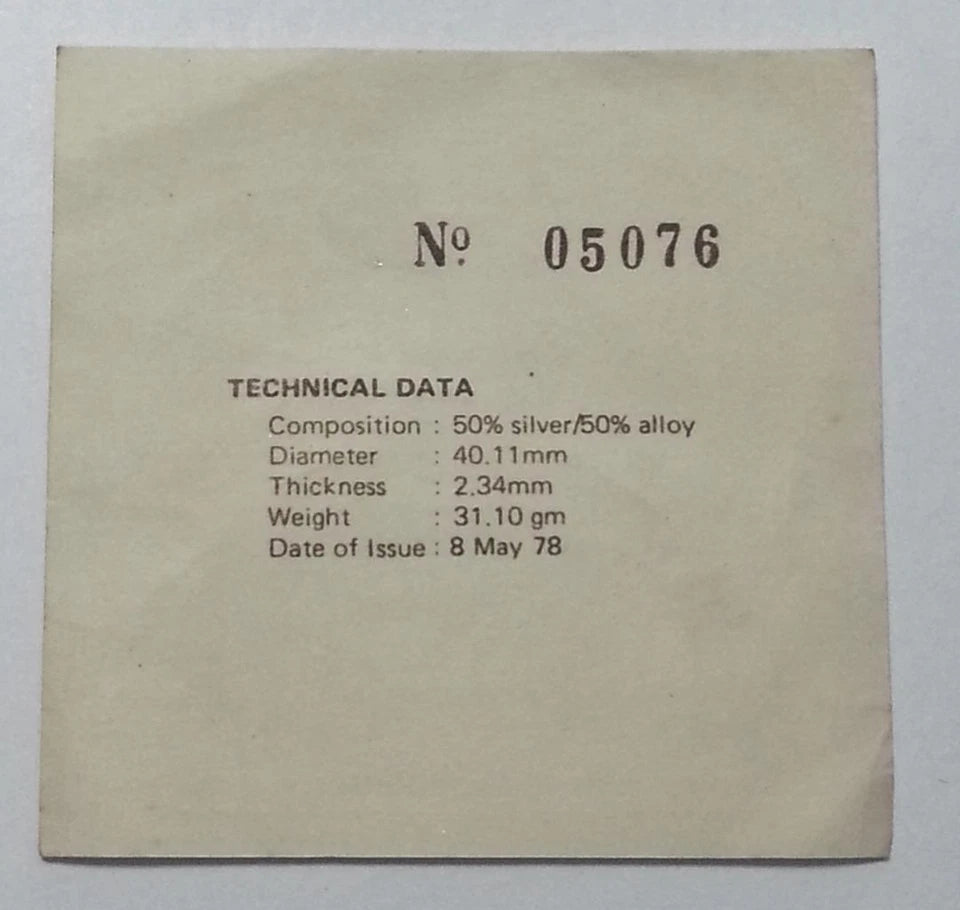 Nº 05076
TECHNICAL DATA
Composition : 50% silver/50% alloy
Diameter : 40.11mm
Thickness : 2.34mm
Weight : 31.10 gm
Date of Issue : 8 May 78